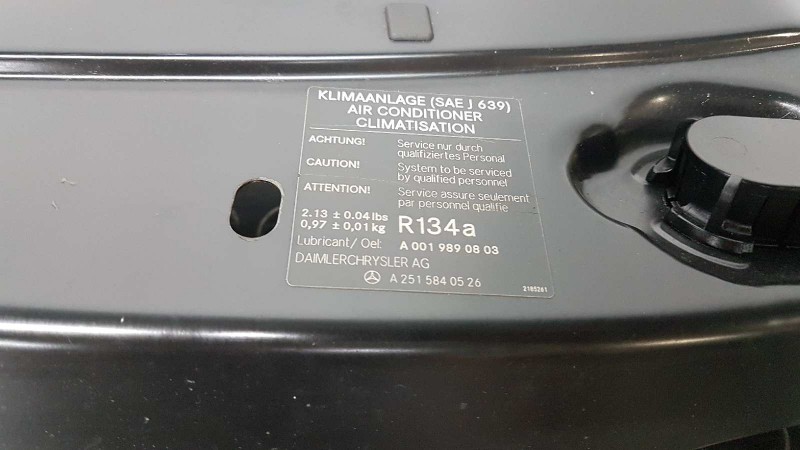 KLIMAANLAGE (SAE J 639)
AIR CONDITIONER
CLIMATISATION
ACHTUNG! Service nur durch
qualifiziertes Personal
CAUTION! System to be serviced
by qualified personnel
ATTENTION! Service assure seulement
par personnel qualifie
2.13 ± 0.04 lbs
0,97 ± 0,01 kg R134a
Lubricant/ Oel: A 001 989 08 03
DAIMLERCHRYSLER AG
A 251 584 05 26
2185261